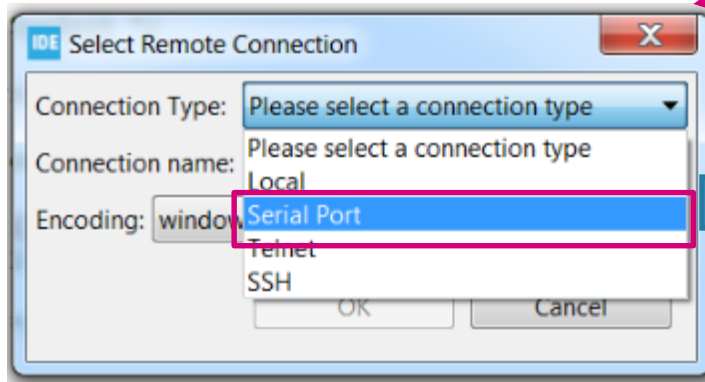 IDE Select Remote Connection
Connection Type: Please select a connection type
Please select a connection type
Connection name:
Local
Encoding: window
Serial Port
Telnet
SSH
OK Cancel